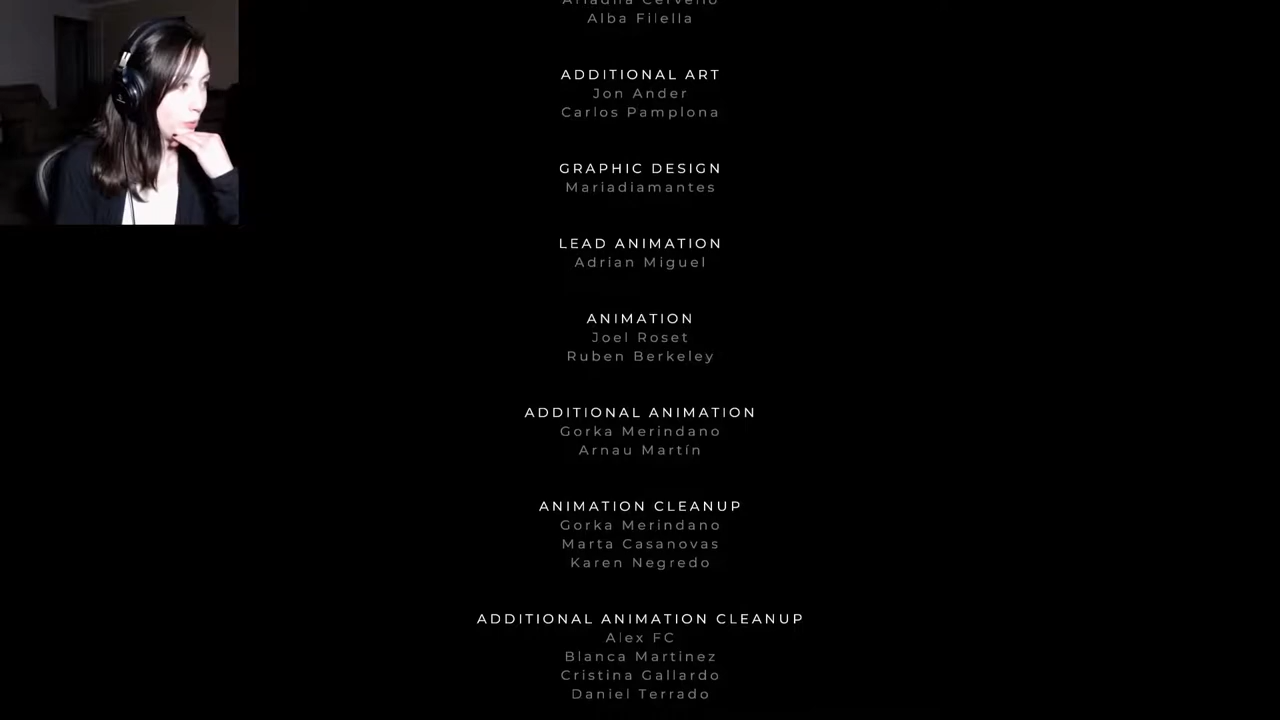 Alba Filella
ADDITIONAL ART
Jon Ander
Carlos Pamplona
GRAPHIC DESIGN
Mariadiamantes
LEAD ANIMATION
Adrian Miguel
ANIMATION
Joel Roset
Ruben Berkeley
ADDITIONAL ANIMATION
Gorka Merindano
Arnau Martín
ANIMATION CLEANUP
Gorka Merindano
Marta Casanovas
Karen Negredo
ADDITIONAL ANIMATION CLEANUP
Alex FC
Blanca Martinez
Cristina Gallardo
Daniel Terrado